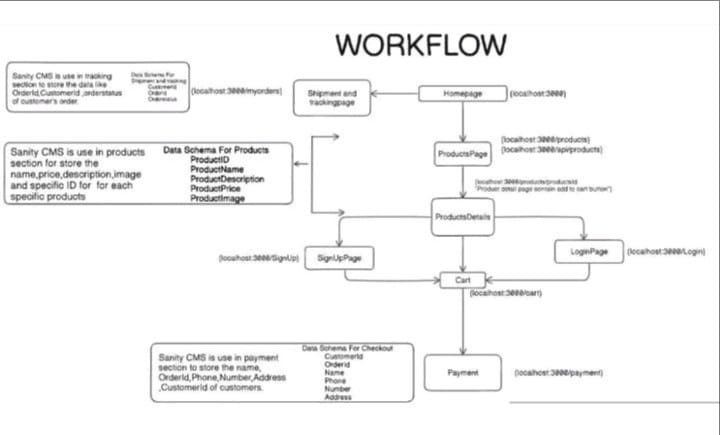 WORKFLOW
Sanity CMS is use in tracking
section to store the data like
OrderId,CustomerId ,orderstatus
of customer's order.
Data Schema For
Shipment and tracking
CustomerId
OrderId
Orderstatus
(localhost:3000/myorders)
Shipment and
trackingpage
Homepage
(localhost:3000)
Sanity CMS is use in products
section for store the
name,price,description,image
and specific ID for for each
specific products
Data Schema For Products
ProductID
ProductName
ProductDescription
ProductPrice
ProductImage
ProductsPage
(localhost:3000/products)
(localhost:3000/api/products)
(localhost:3000/products/productsId
"Product detail page contain add to cart button")
ProductsDetails
(localhost:3000/SignUp)
SignUpPage
LoginPage
(localhost:3000/Login)
Cart
(localhost:3000/cart)
Sanity CMS is use in payment
section to store the name,
OrderId,Phone,Number,Address
,CustomerId of customers.
Data Schema For Checkout
CustomerId
OrderId
Name
Phone
Number
Address
Payment
(localhost:3000/payment)